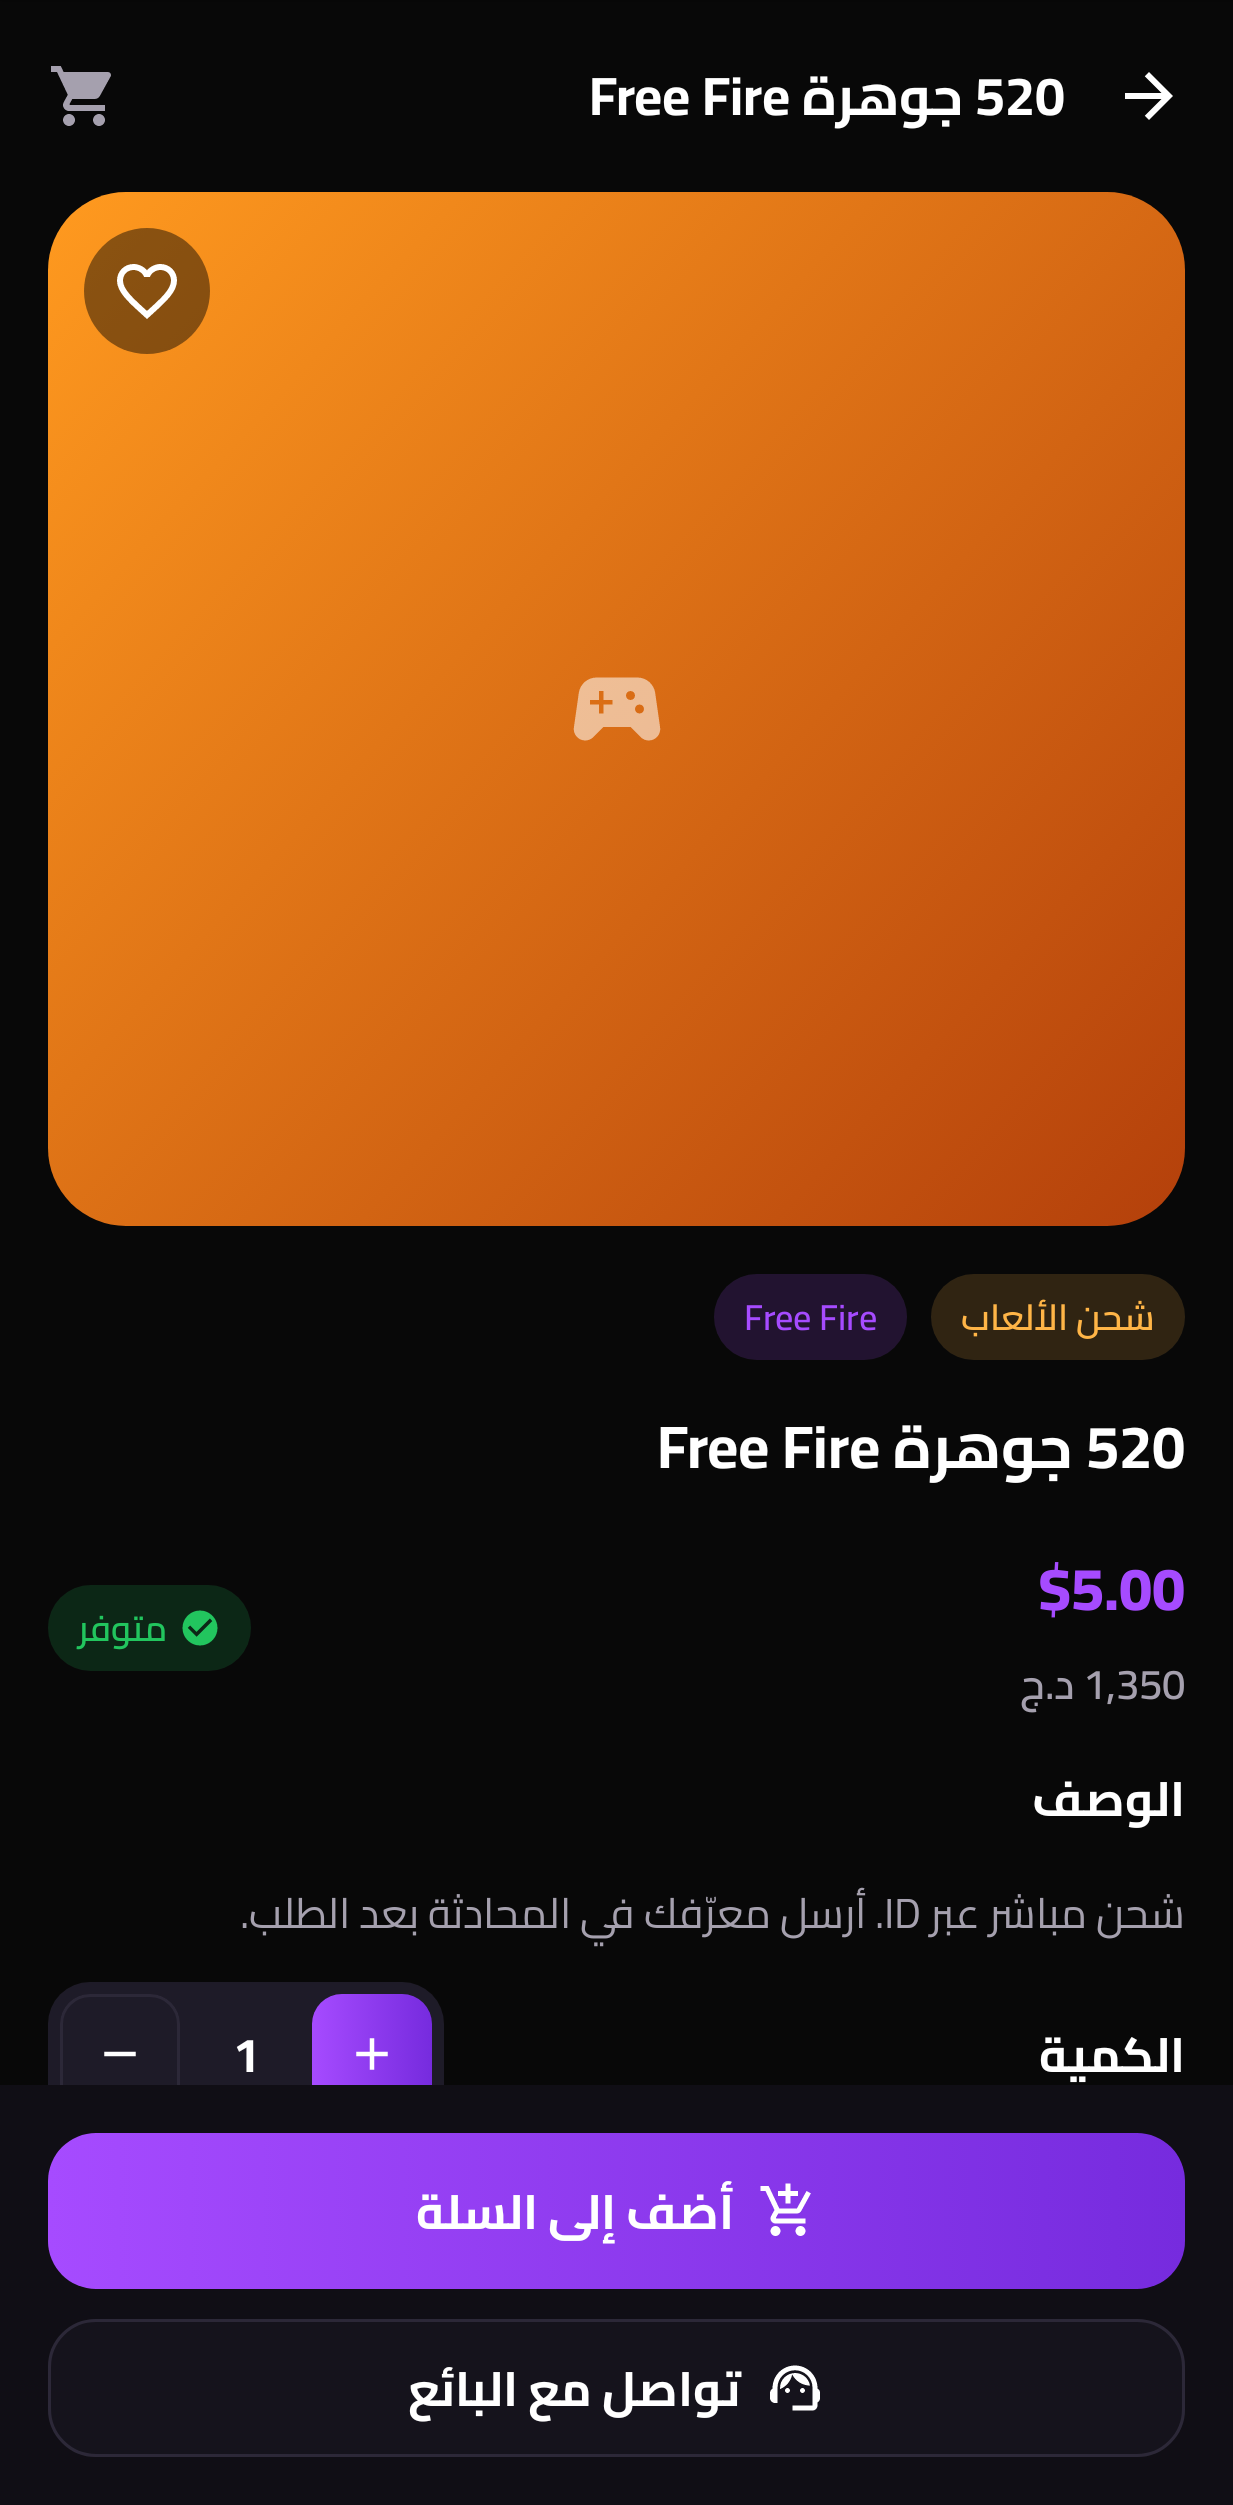 520 جوهرة Free Fire
شحن الألعاب
Free Fire
520 جوهرة Free Fire
$5.00
متوفر
1,350 د.ج
الوصف
شحن مباشر عبر ID. أرسل معرّفك في المحادثة بعد الطلب.
الكمية
1
أضف إلى السلة
تواصل مع البائع